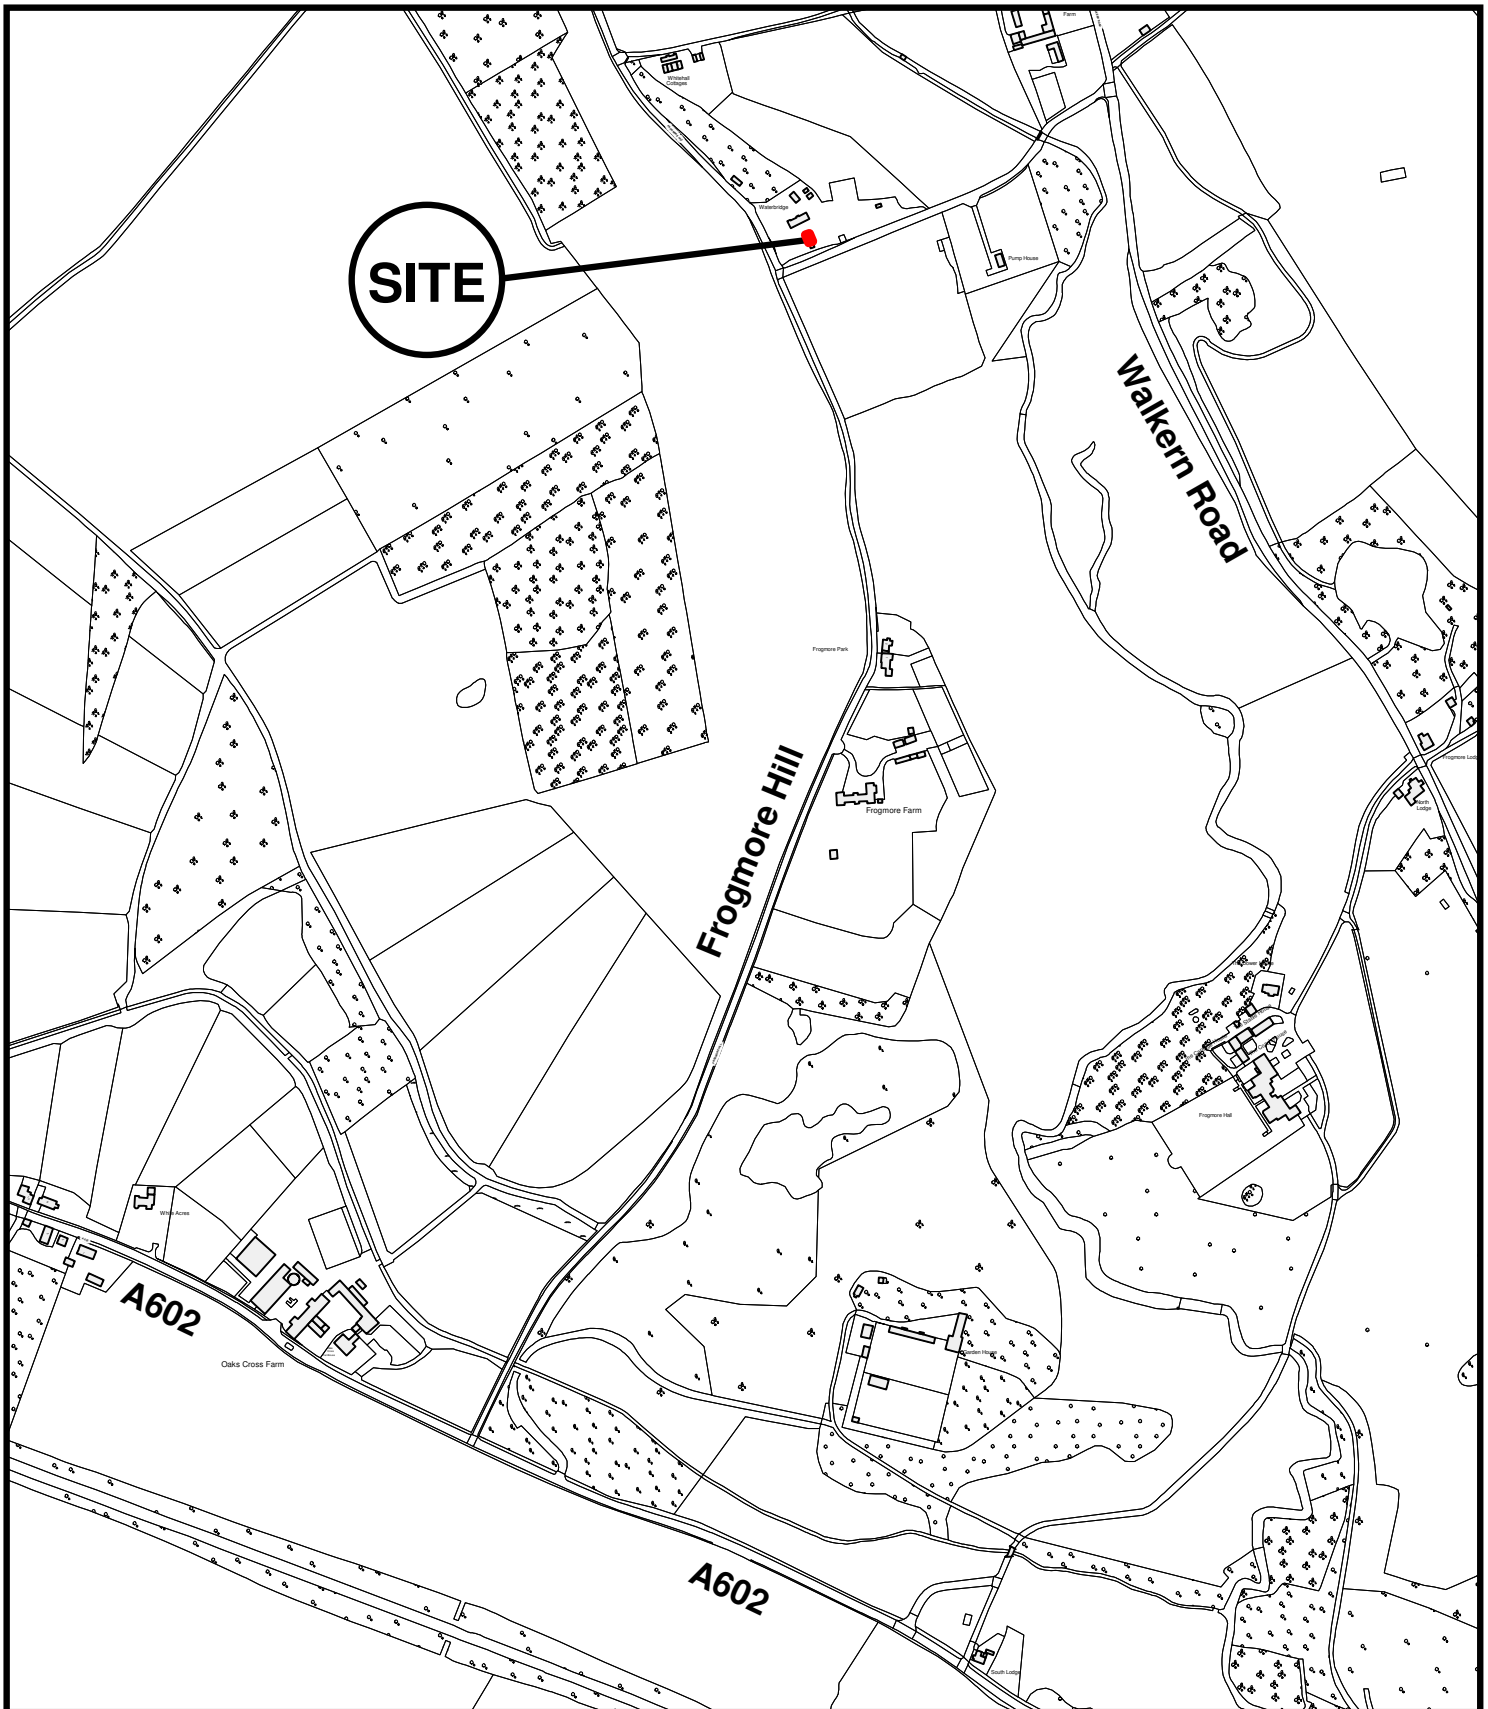 Farm
Whitehall
Cottages
Waterbridge
SITE
Pump House
Walkern Road
Frogmore Park
Frogmore Hill
Frogmore Lodge
North
Lodge
Frogmore Farm
Frogmore Hall
White Acres
A602
Oaks Cross Farm
Garden House
A602
South Lodge